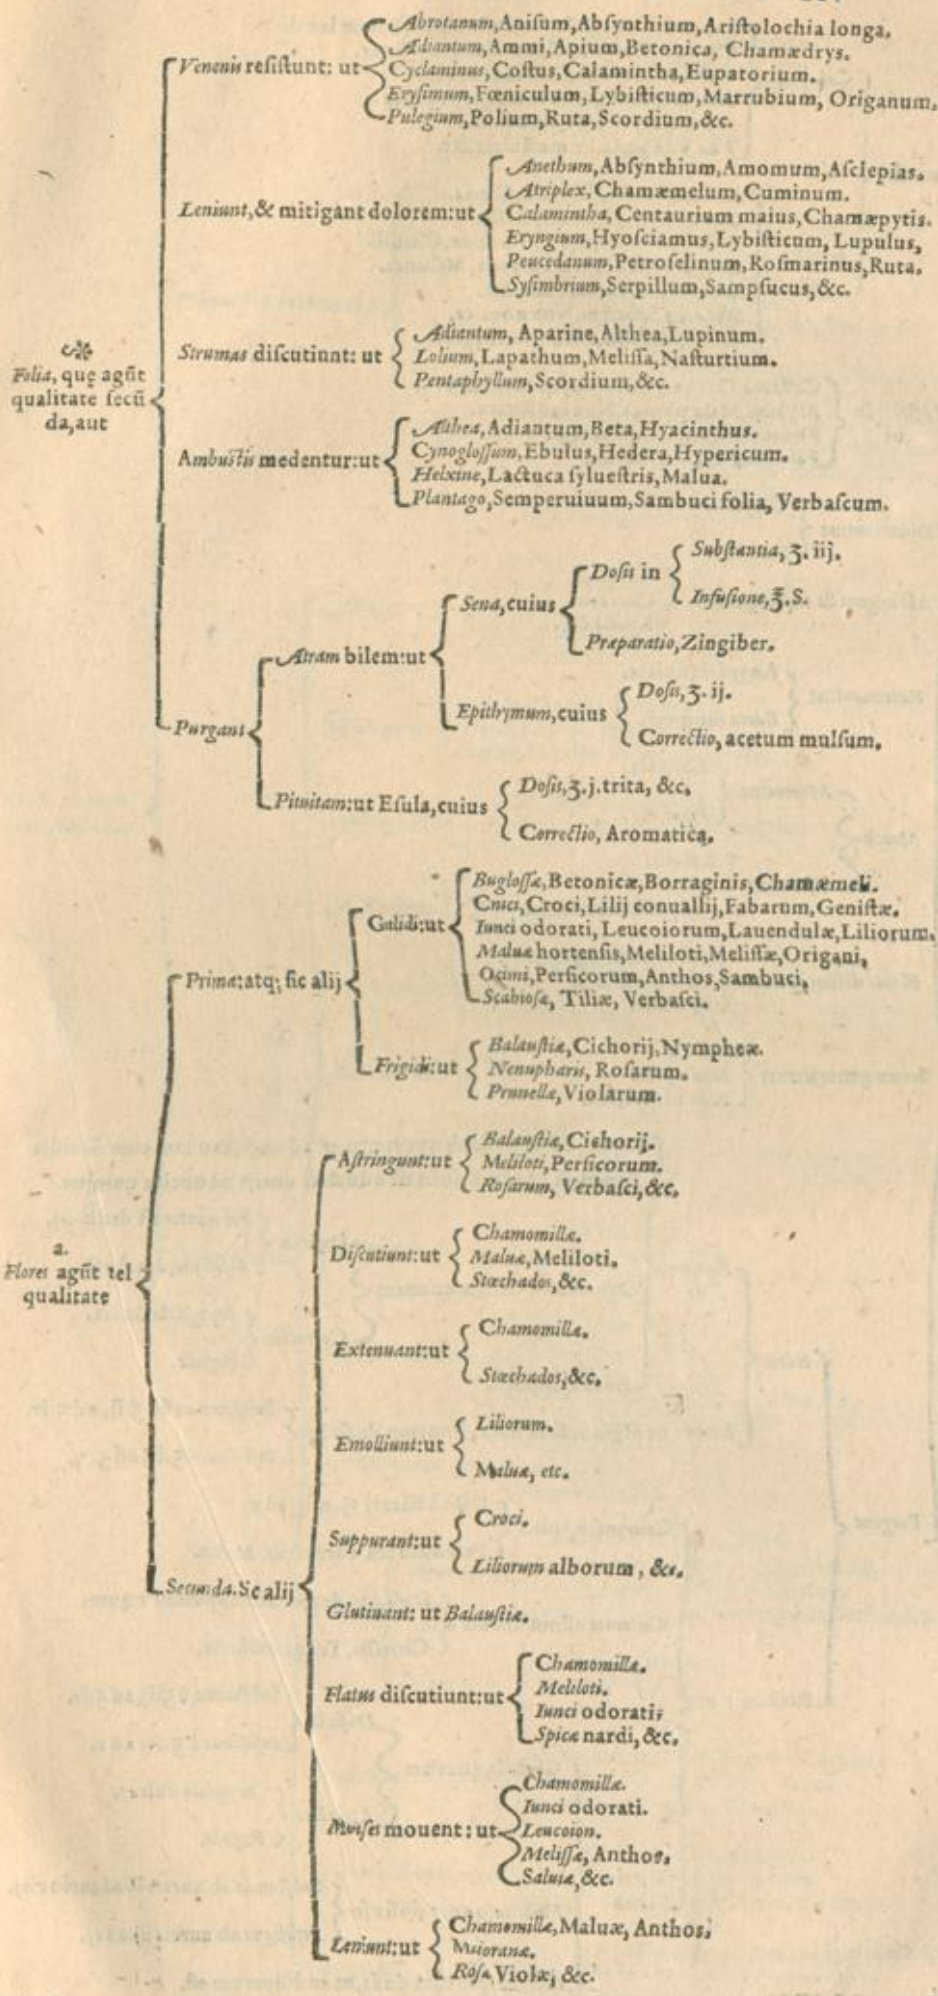 Abrotanum, Anisum, Absynthium, Aristolochia longa.
Adiantum, Ammi, Apium, Betonica, Chamædrys.
Venenis resistunt: ut
Cyclaminus, Costus, Calamintha, Eupatorium.
Erysimum, Fœniculum, Lybisticum, Marrubium, Origanum,
Pulegium, Polium, Ruta, Scordium, &c.
Anethum, Absynthium, Amomum, Asclepias.
Atriplex, Chamæmelum, Cuminum.
Leniunt, & mitigant dolorem: ut
Calamintha, Centaurium maius, Chamæpytis.
Eryngium, Hyosciamus, Lybisticum, Lupulus,
Peucedanum, Petroselinum, Rosmarinus, Ruta.
Sysimbrium, Serpillum, Sampsucus, &c.
Folia, quę agũt
qualitate secũ
da, aut
Strumas discutiunt: ut
Adiantum, Aparine, Althea, Lupinum.
Lolium, Lapathum, Melissa, Nasturtium.
Pentaphyllum, Scordium, &c.
Ambustis medentur: ut
Althea, Adiantum, Beta, Hyacinthus.
Cynoglossum, Ebulus, Hedera, Hypericum.
Helxine, Lactuca syluestris, Malua.
Plantago, Semperuiuum, Sambuci folia, Verbascum.
Purgant
Atram bilem: ut
Sena, cuius
Dosis in
Substantia, ʒ. iij.
Infusione, ℥. S.
Præparatio, Zingiber.
Epithymum, cuius
Dosis, ʒ. ij.
Correctio, acetum mulsum.
Pituitam: ut Esula, cuius
Dosis, ʒ. j. trita, &c.
Correctio, Aromatica.
2.
Flores agũt vel
qualitate
Prima: atq; sic alij
Calidi: ut
Buglossæ, Betonicæ, Borraginis, Chamæmeli.
Cnici, Croci, Lilij conuallij, Fabarum, Genistæ.
Iunci odorati, Leucoiorum, Lauendulæ, Liliorum.
Maluæ hortensis, Meliloti, Melissæ, Origani,
Ocimi, Persicorum, Anthos, Sambuci,
Scabiosæ, Tiliæ, Verbasci.
Frigidi: ut
Balaustiæ, Cichorij, Nympheæ.
Nenupharis, Rosarum.
Prunellæ, Violarum.
Secunda. Sic alij
Astringunt: ut
Balaustiæ, Cichorij.
Meliloti, Persicorum.
Rosarum, Verbasci, &c.
Discutiunt: ut
Chamomillæ.
Maluæ, Meliloti.
Stœchados, &c.
Extenuant: ut
Chamomillæ.
Stœchados, &c.
Emolliunt: ut
Liliorum.
Maluæ, etc.
Suppurant: ut
Croci.
Liliorum alborum, &c.
Glutinant: ut Balaustiæ.
Flatus discutiunt: ut
Chamomillæ.
Meliloti.
Iunci odorati,
Spicæ nardi, &c.
Menses mouent: ut
Chamomillæ.
Iunci odorati.
Leucoion.
Melissæ, Anthos.
Saluiæ, &c.
Leniunt: ut
Chamomillæ, Maluæ, Anthos.
Maioranæ.
Rosa, Violæ, &c.